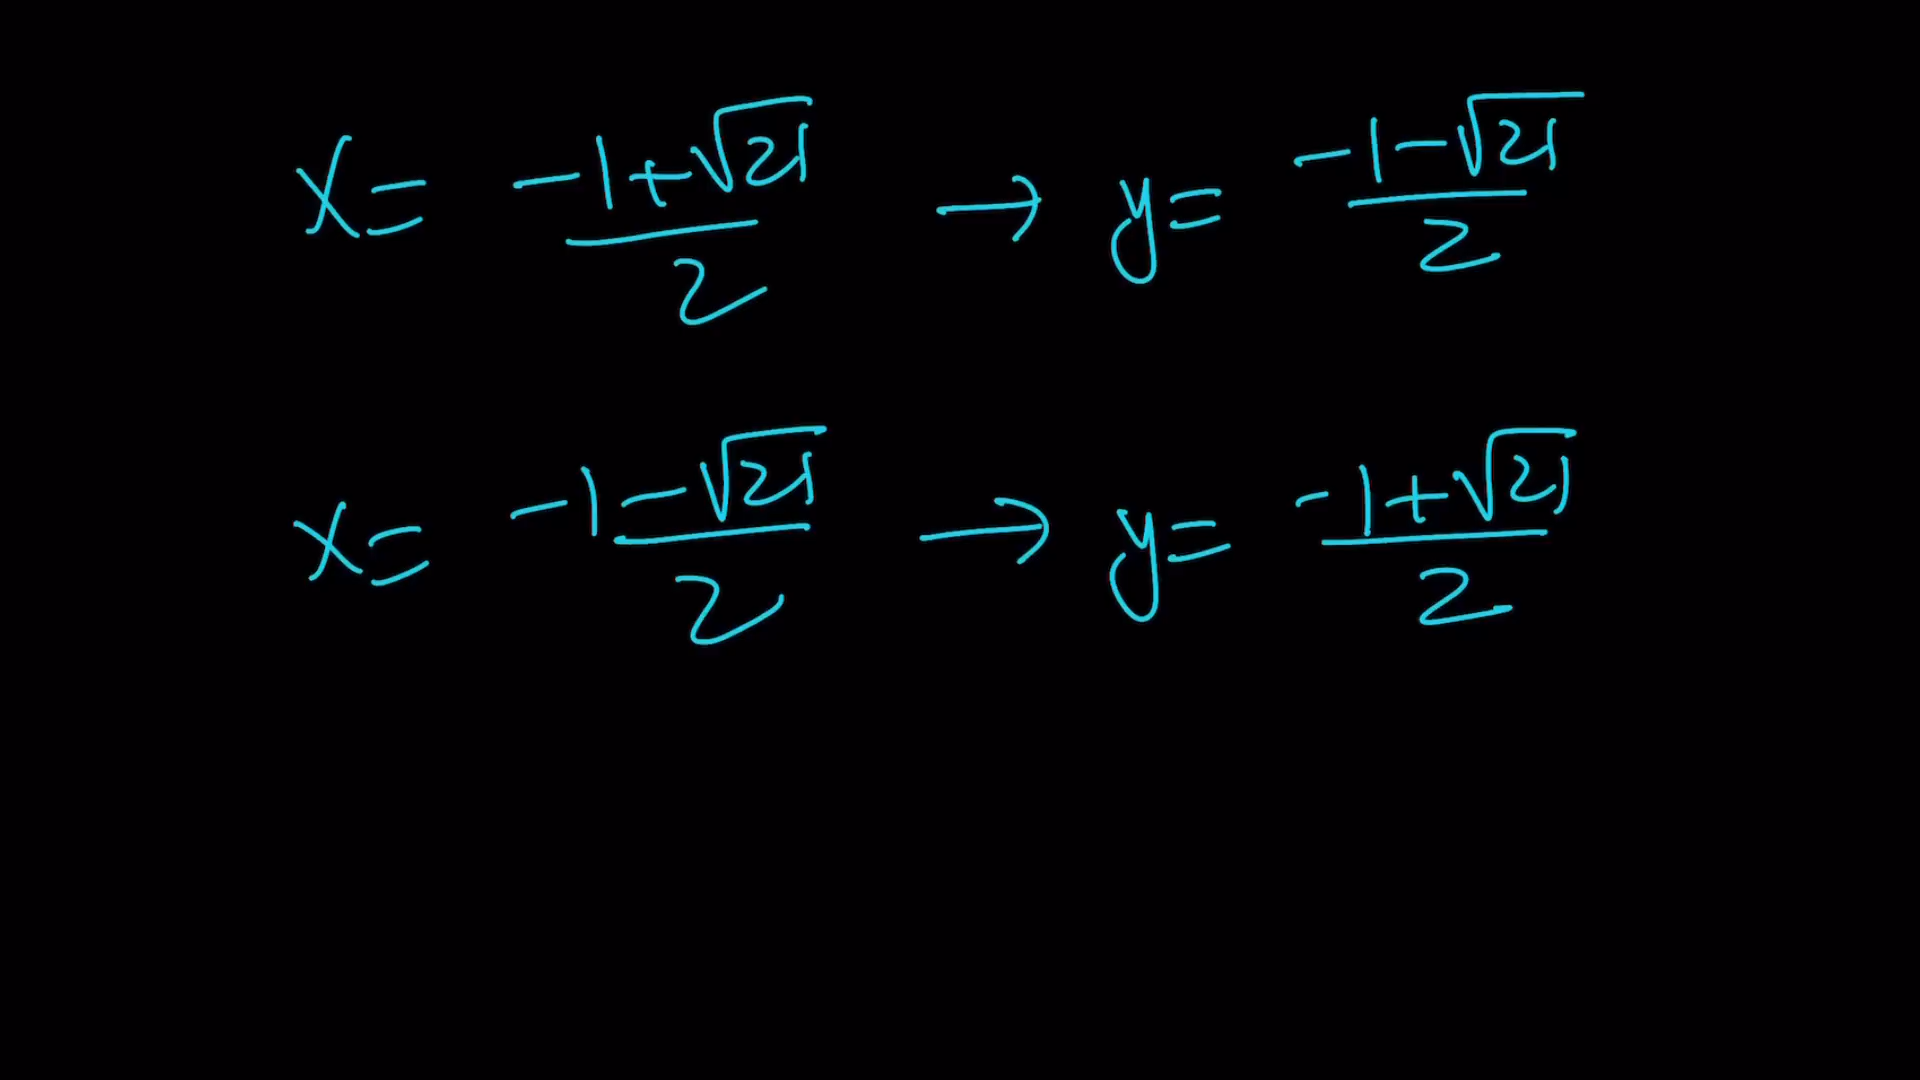 x = (-1+√21)/2 → y = (-1-√21)/2
x = (-1-√21)/2 → y = (-1+√21)/2